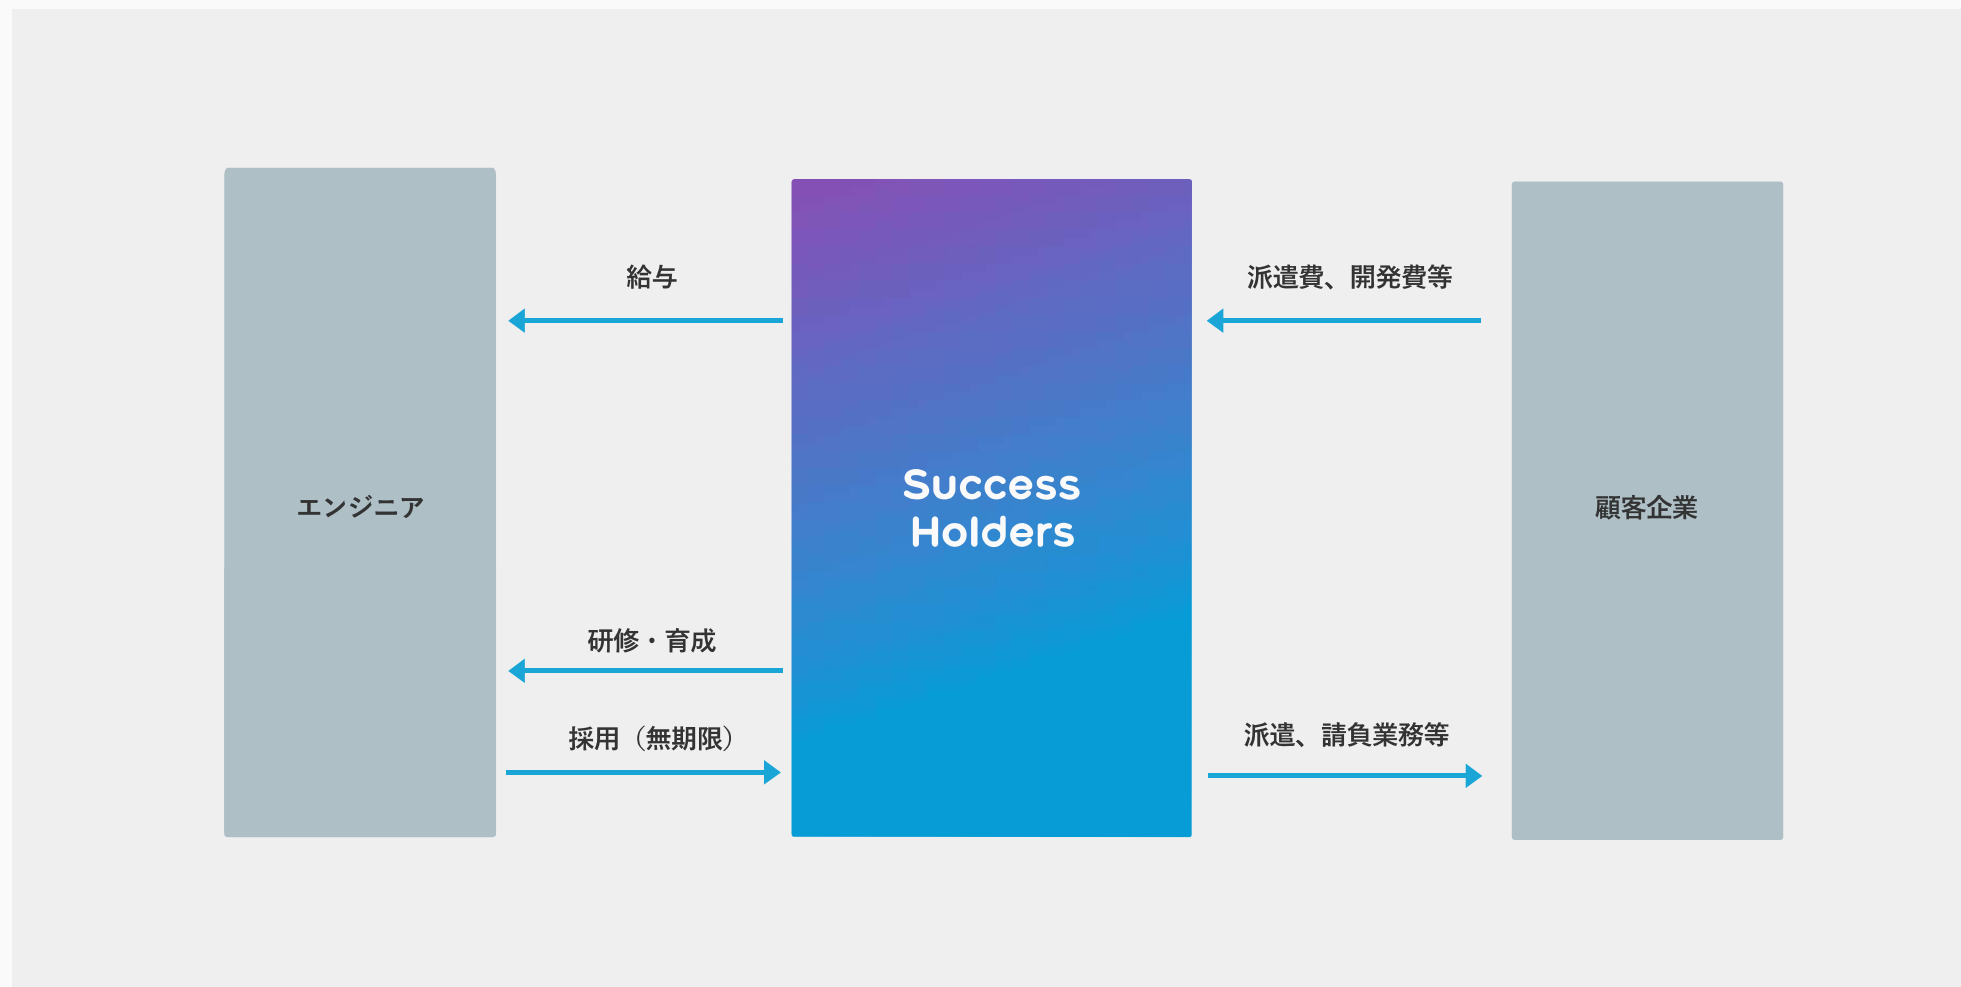 給与
派遣費、開発費等
エンジニア
Success
Holders
顧客企業
研修・育成
採用（無期限）
派遣、請負業務等